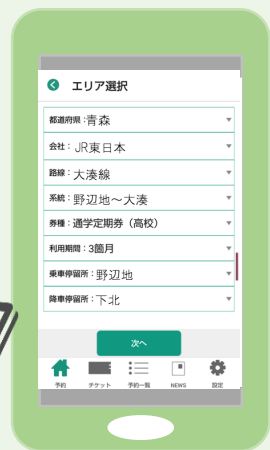 エリア選択
都道府県:青森
会社: JR東日本
路線:大湊線
系統:野辺地～大湊
券種:通学定期券（高校）
利用期間:3箇月
乗車停留所:野辺地
降車停留所:下北
次へ
予約 チケット 予約一覧 NEWS 設定